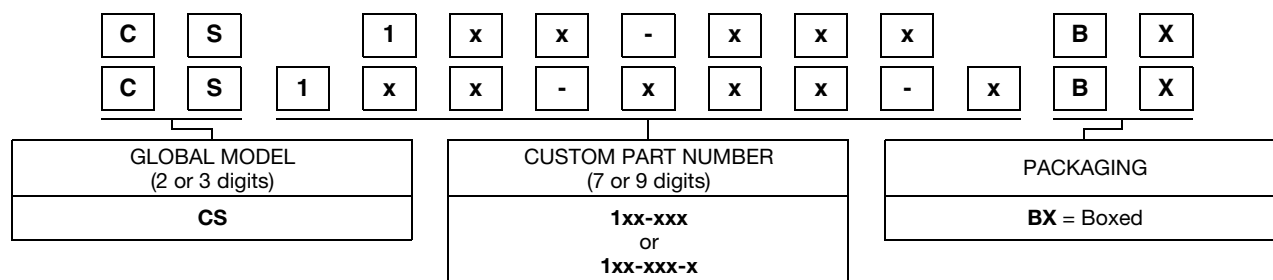 C S 1 x x - x x x B X
C S 1 x x - x x x - x B X
GLOBAL MODEL
(2 or 3 digits)
CS
CUSTOM PART NUMBER
(7 or 9 digits)
1xx-xxx
or
1xx-xxx-x
PACKAGING
BX = Boxed